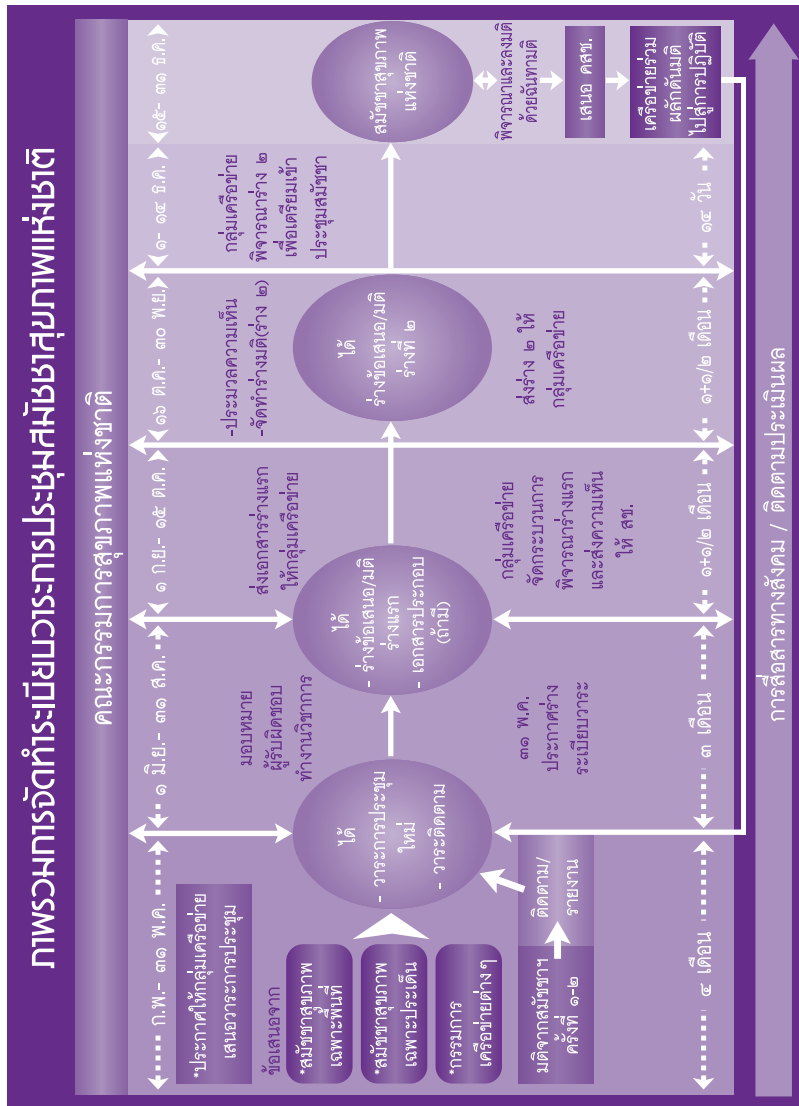 ภาพรวมการจัดทำระเบียบวาระการประชุมสมัชชาสุขภาพแห่งชาติ
คณะกรรมการสุขภาพแห่งชาติ
ก.พ.- ๓๑ พ.ค.
๑ มิ.ย.- ๓๑ ส.ค.
๑ ก.ย.- ๑๕ ต.ค.
๑๖ ต.ค.- ๓๐ พ.ย.
๑- ๑๔ ธ.ค.
๑๕- ๓๑ ธ.ค.
*ประกาศให้กลุ่มเครือข่าย
เสนอวาระการประชุม
ข้อเสนอจาก
*สมัชชาสุขภาพ
เฉพาะพื้นที่
*สมัชชาสุขภาพ
เฉพาะประเด็น
*กรรมการ
เครือข่ายต่างๆ
มติจากสมัชชาฯ
ครั้งที่ ๑-๒
ติดตาม/
รายงาน
ได้
- วาระการประชุม
ใหม่
- วาระติดตาม
มอบหมาย
ผู้รับผิดชอบ
ทำงานวิชาการ
๓๑ พ.ค.
ประกาศร่าง
ระเบียบวาระ
ได้
- ร่างข้อเสนอ/มติ
ร่างแรก
- เอกสารประกอบ
(ถ้ามี)
ส่งเอกสารร่างแรก
ให้กลุ่มเครือข่าย
กลุ่มเครือข่าย
จัดกระบวนการ
พิจารณาร่างแรก
และส่งความเห็น
ให้ สช.
-ประมวลความเห็น
-จัดทำร่างมติ(ร่าง ๒)
ได้
ร่างข้อเสนอ/มติ
ร่างที่ ๒
ส่งร่าง ๒ ให้
กลุ่มเครือข่าย
กลุ่มเครือข่าย
พิจารณาร่าง ๒
เพื่อเตรียมเข้า
ประชุมสมัชชา
สมัชชาสุขภาพ
แห่งชาติ
พิจารณาและลงมติ
ด้วยฉันทามติ
เสนอ คสช.
เครือข่ายร่วม
ผลักดันมติ
ไปสู่การปฏิบัติ
๔ เดือน
๓ เดือน
๑+๑/๒ เดือน
๑+๑/๒ เดือน
๑๔ วัน
การสื่อสารทางสังคม / ติดตามประเมินผล